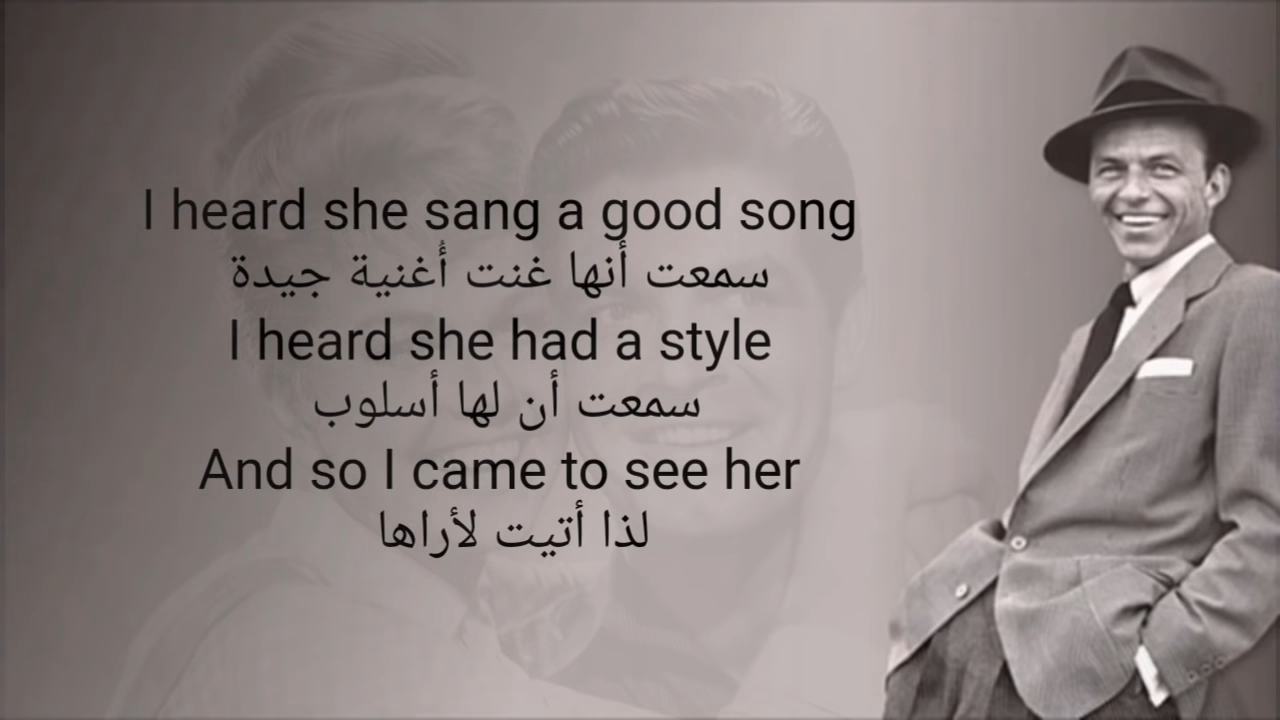 I heard she sang a good song
سمعت أنها غنت أغنية جيدة
I heard she had a style
سمعت أن لها أسلوب
And so I came to see her
لذا أتيت لأراها